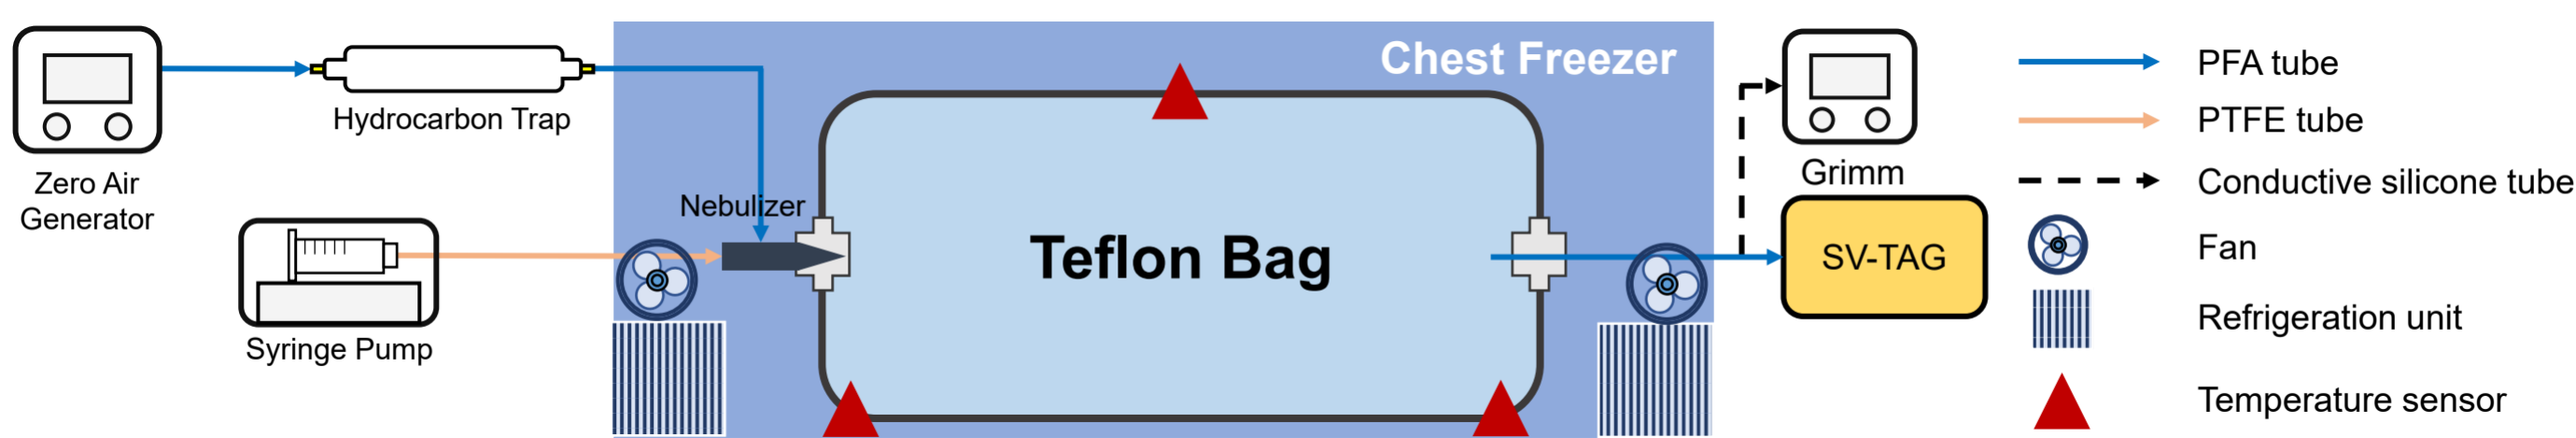 Zero Air
Generator
Hydrocarbon Trap
Syringe Pump
Chest Freezer
Nebulizer
Teflon Bag
Grimm
SV-TAG
PFA tube
PTFE tube
Conductive silicone tube
Fan
Refrigeration unit
Temperature sensor